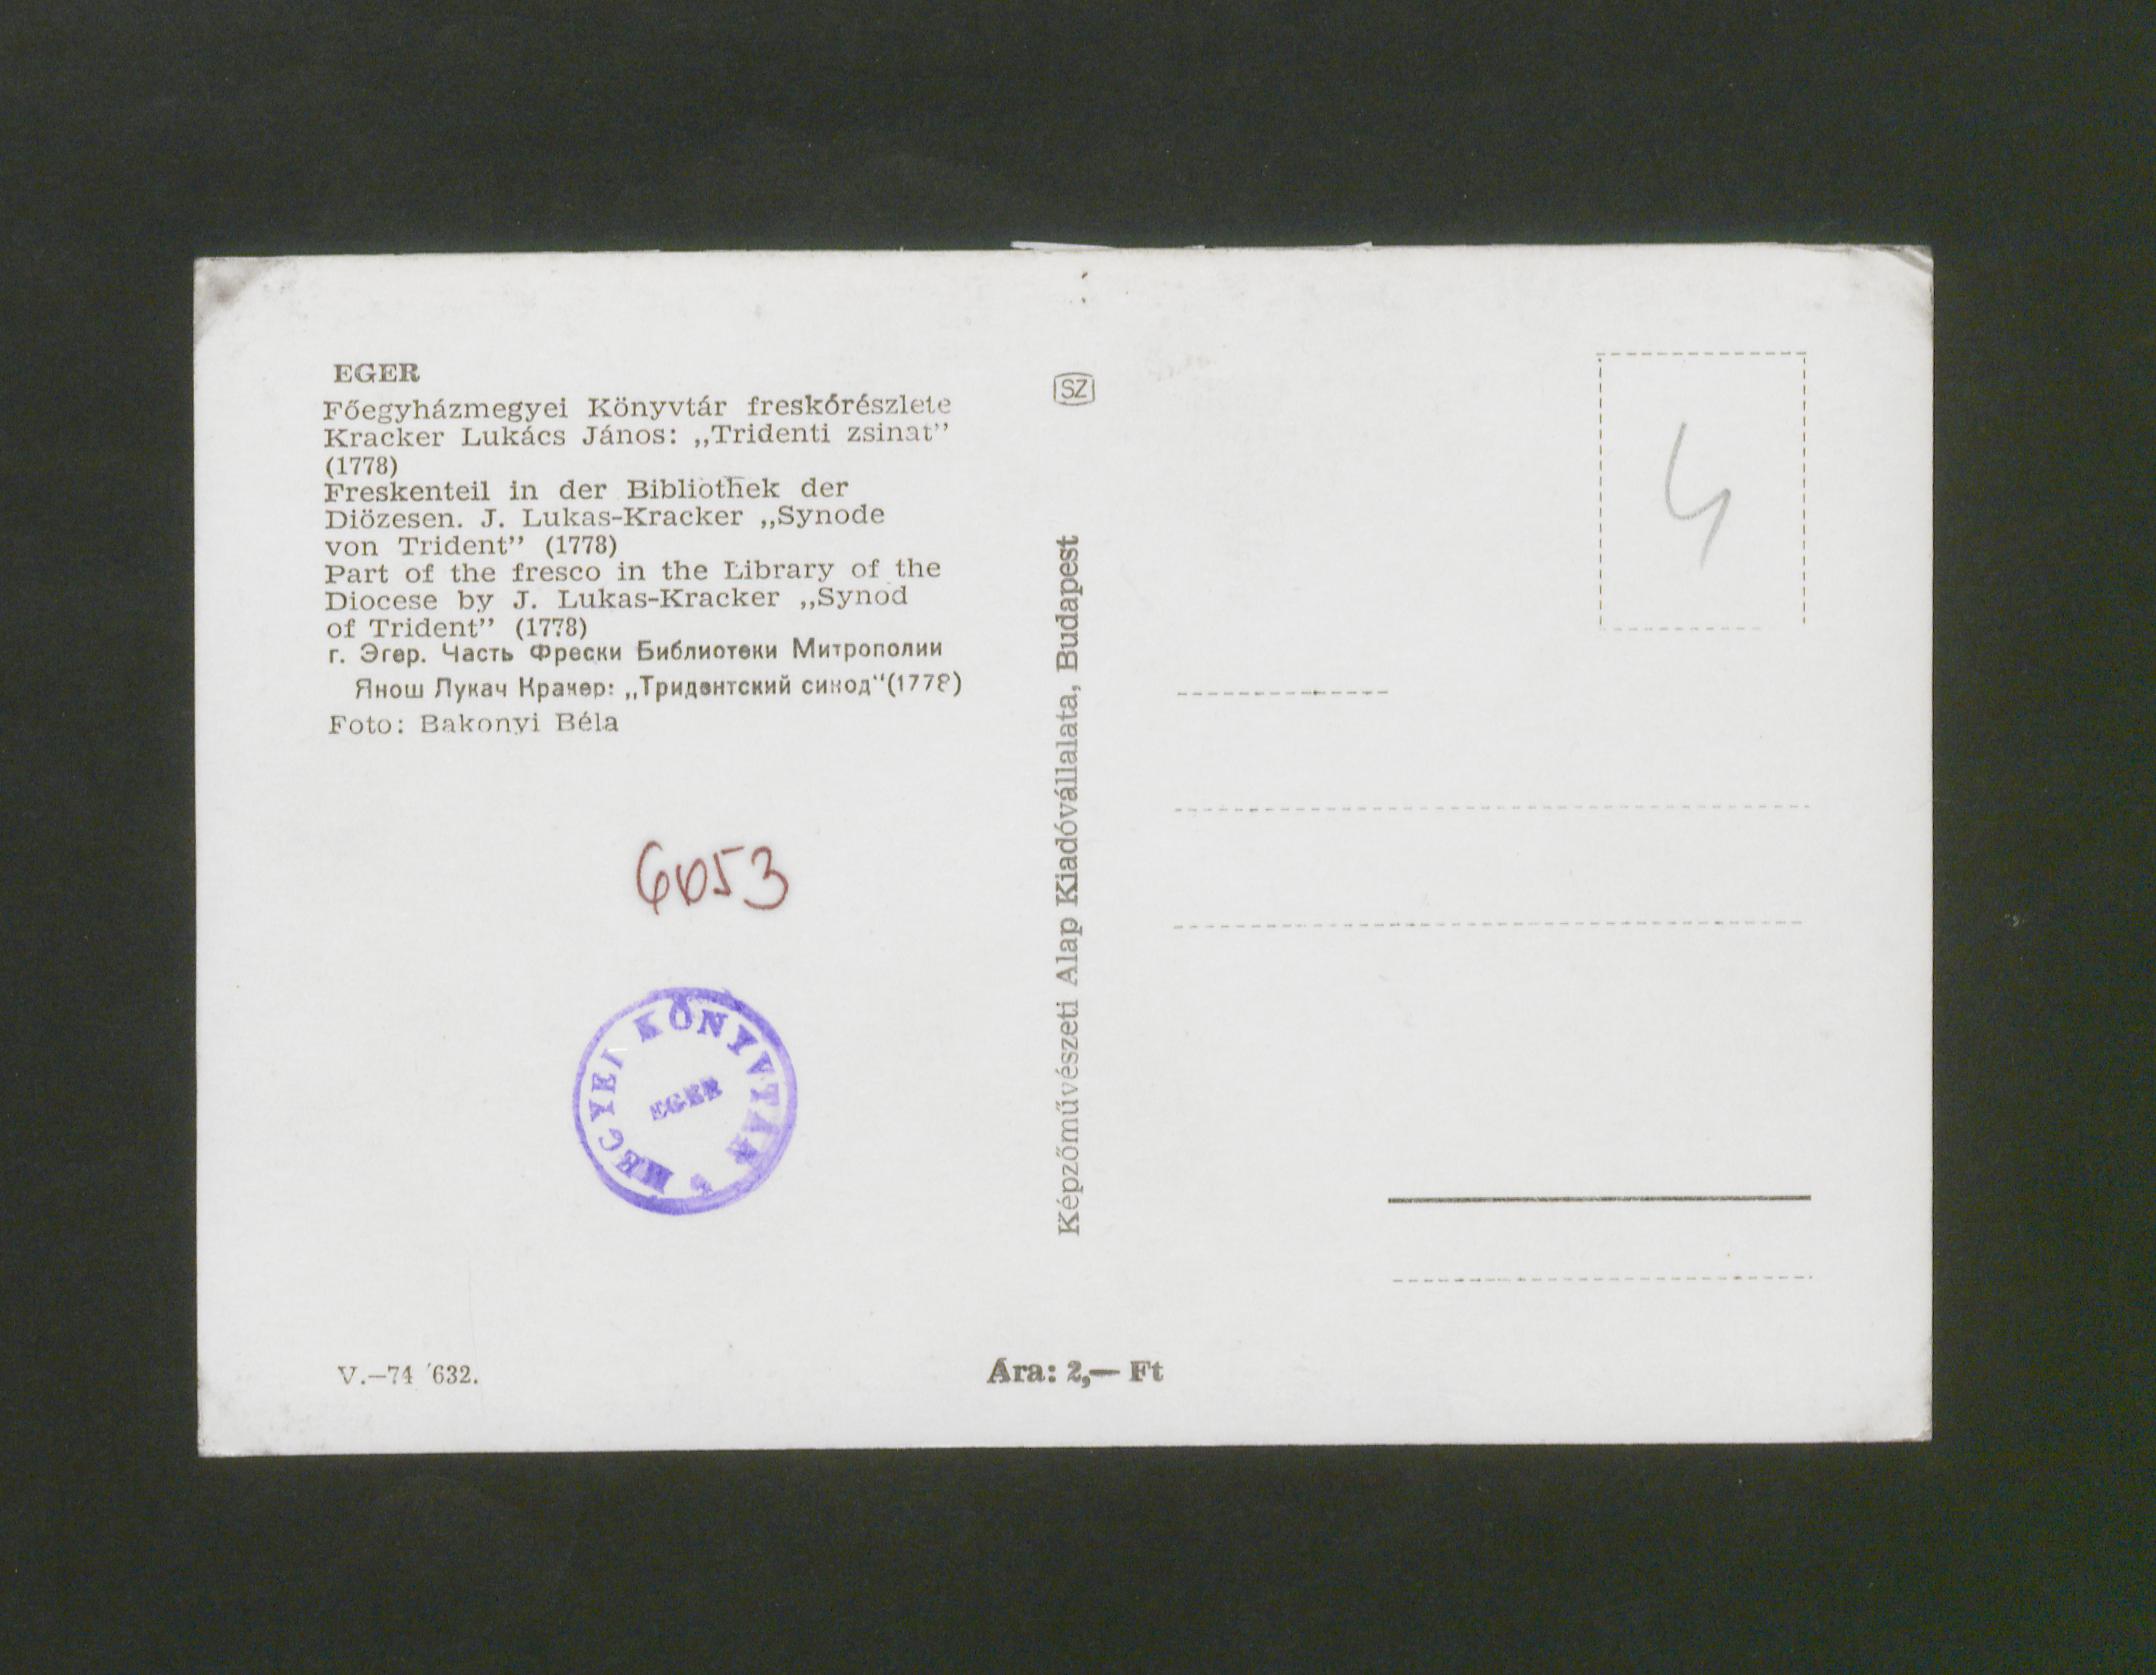 EGER
Főegyházmegyei Könyvtár freskórészlete
Kracker Lukács János: „Tridenti zsinat”
(1778)
Freskenteil in der Bibliothek der
Diözesen. J. Lukas-Kracker „Synode
von Trident” (1778)
Part of the fresco in the Library of the
Diocese by J. Lukas-Kracker „Synod
of Trident” (1778)
г. Эгер. Часть Фрески Библиотеки Митрополии
Янош Лукач Кракер: „Тридентский синод“(1778)
Foto: Bakonyi Béla
6053
MEGYEI KÖNYVTÁR
EGER
V.—74 632.
SZ
Képzőművészeti Alap Kiadóvállalata, Budapest
Ára: 2,— Ft
4